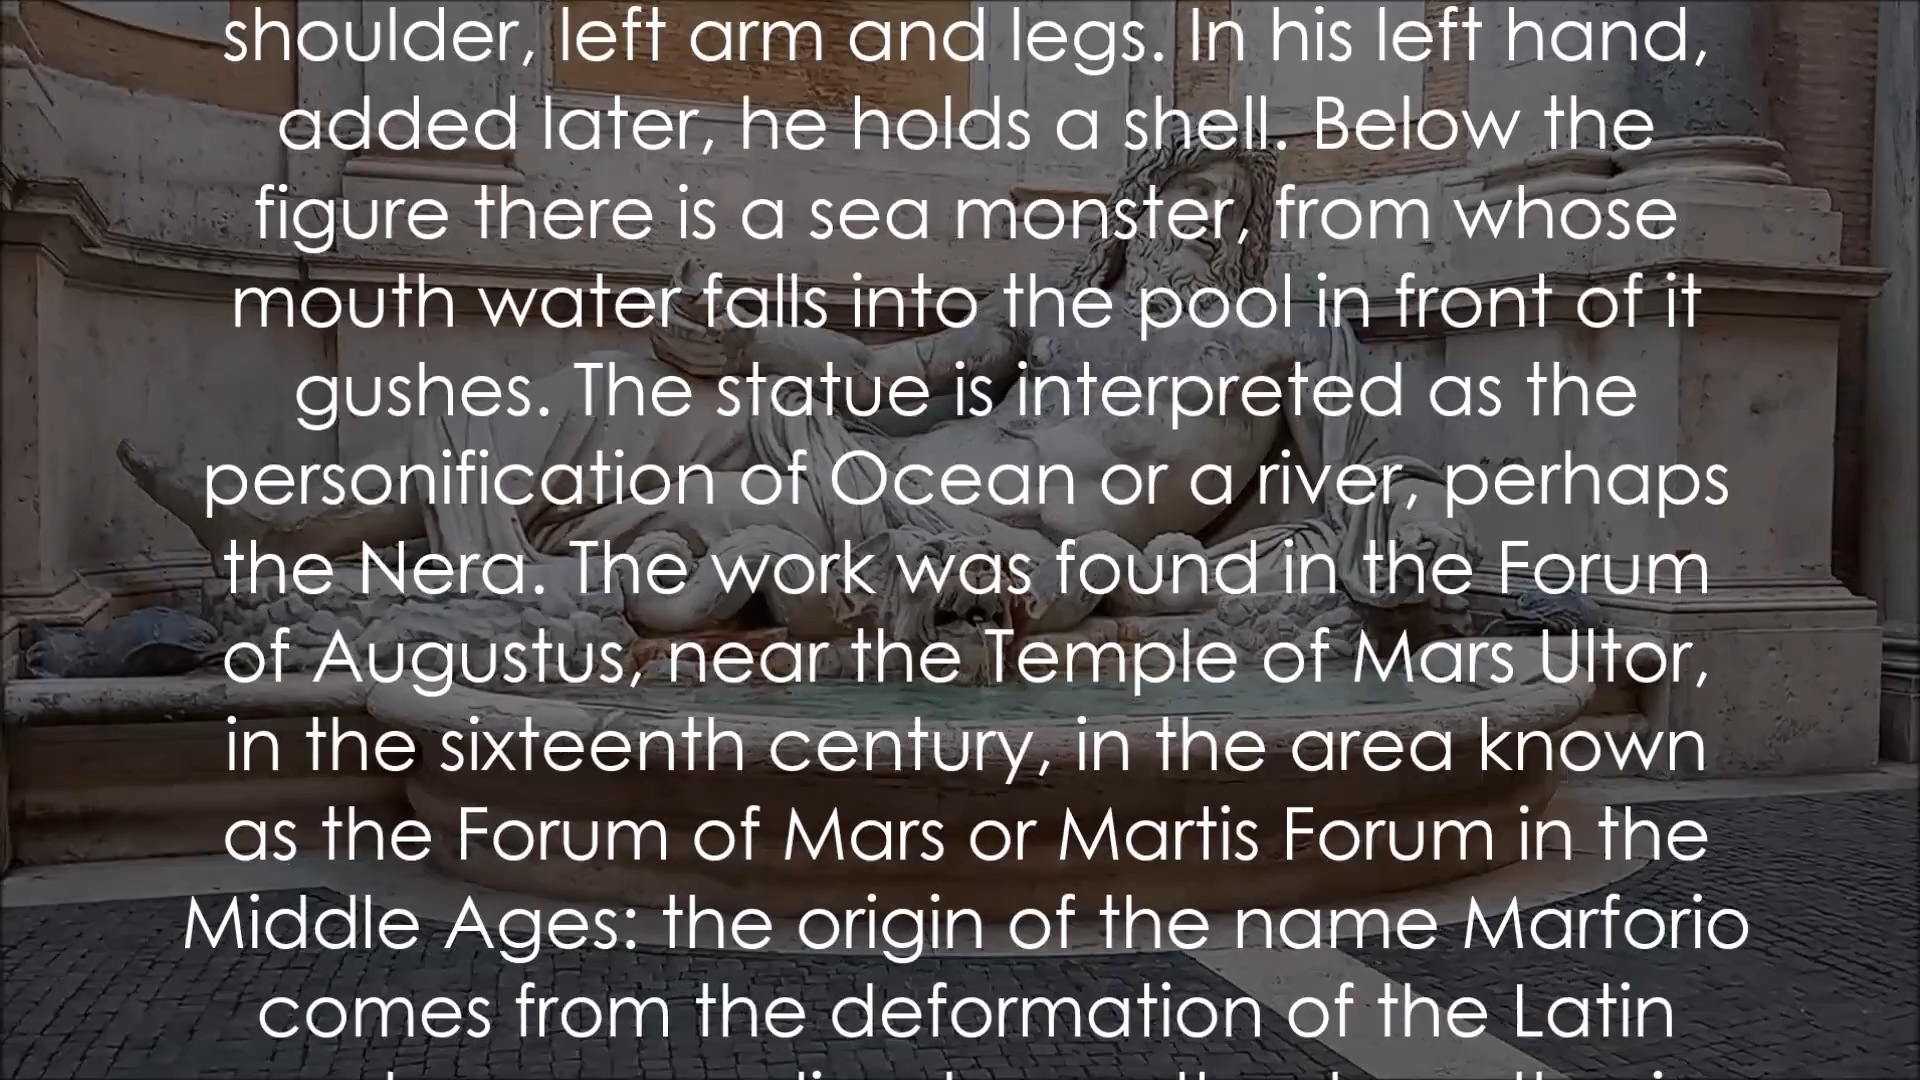 shoulder, left arm and legs. In his left hand,
added later, he holds a shell. Below the
figure there is a sea monster, from whose
mouth water falls into the pool in front of it
gushes. The statue is interpreted as the
personification of Ocean or a river, perhaps
the Nera. The work was found in the Forum
of Augustus, near the Temple of Mars Ultor,
in the sixteenth century, in the area known
as the Forum of Mars or Martis Forum in the
Middle Ages: the origin of the name Marforio
comes from the deformation of the Latin